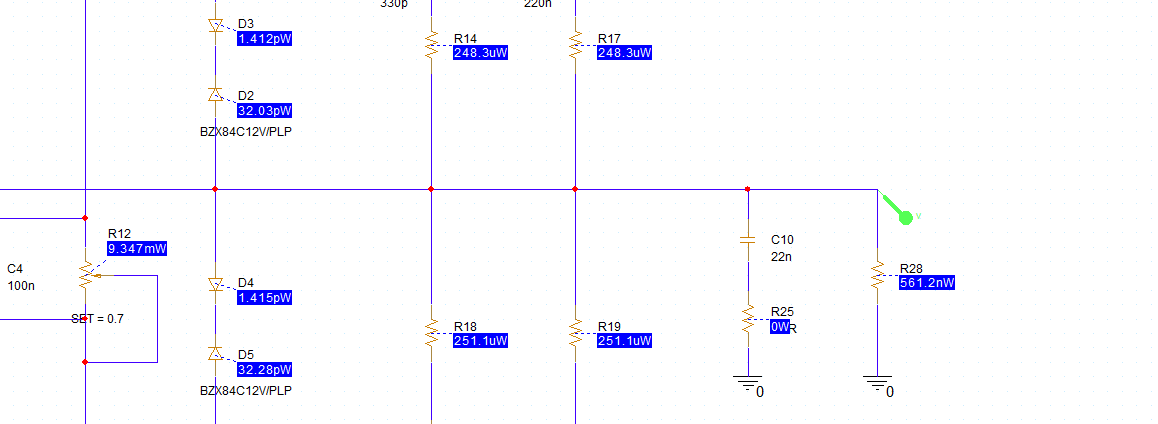 330p
220n
D3
1.412pW
R14
248.3uW
R17
248.3uW
D2
32.03pW
BZX84C12V/PLP
R12
9.347mW
C4
100n
SET = 0.7
D4
1.415pW
C10
22n
R28
561.2nW
R18
251.1uW
R19
251.1uW
R25
0W
R
D5
32.28pW
BZX84C12V/PLP
0
0
V